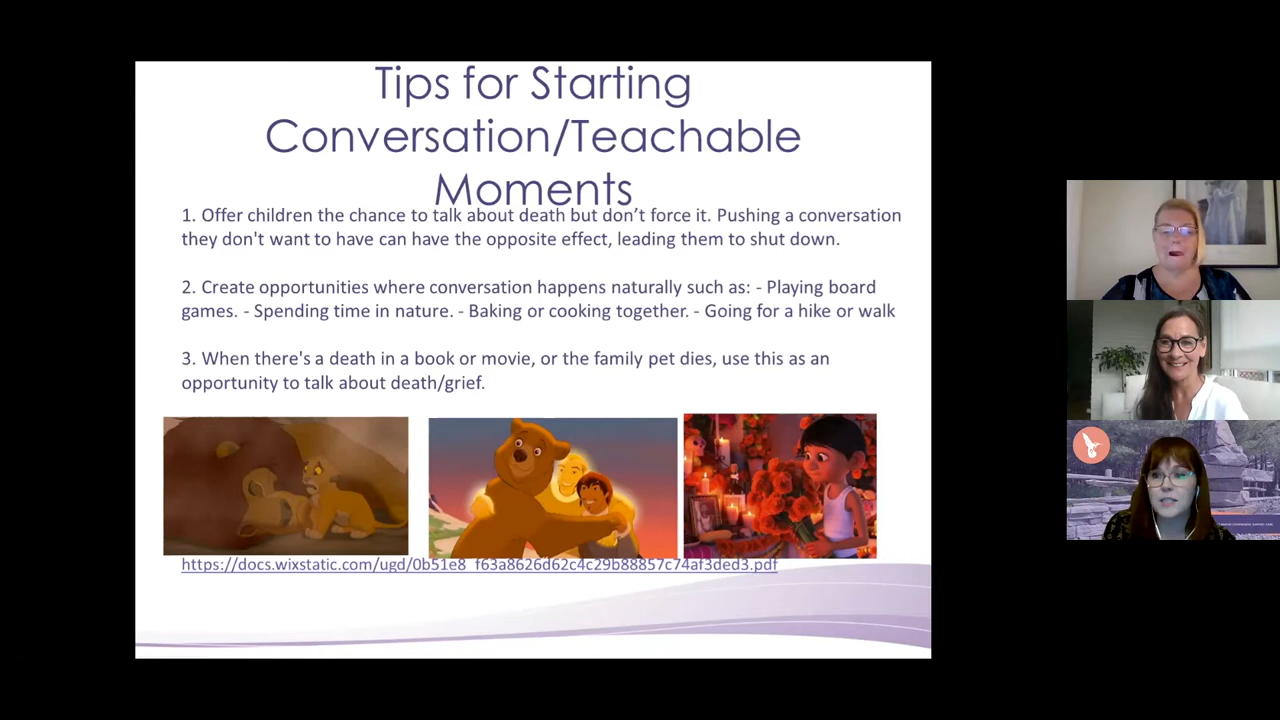 Tips for Starting
Conversation/Teachable
Moments
1. Offer children the chance to talk about death but don’t force it. Pushing a conversation
they don't want to have can have the opposite effect, leading them to shut down.
2. Create opportunities where conversation happens naturally such as: - Playing board
games. - Spending time in nature. - Baking or cooking together. - Going for a hike or walk
3. When there's a death in a book or movie, or the family pet dies, use this as an
opportunity to talk about death/grief.
https://docs.wixstatic.com/ugd/0b51e8_f63a8626d62c4c29b88857c74af3ded3.pdf